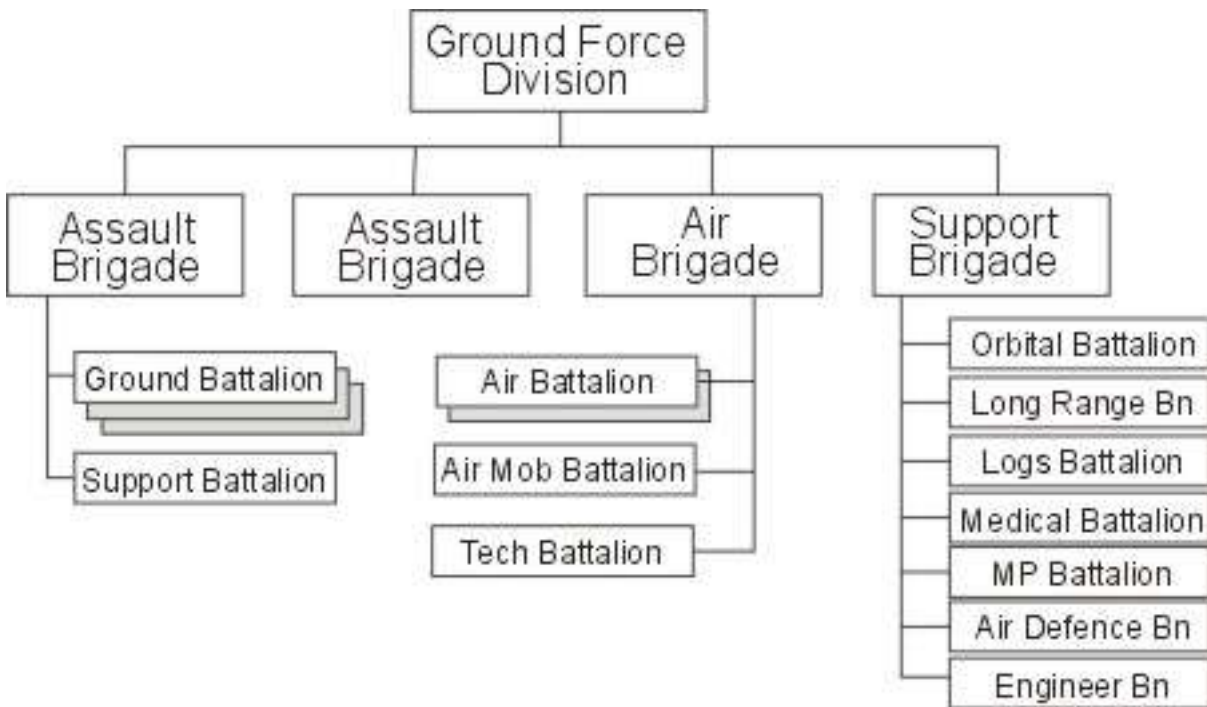 Ground Force
Division
Assault
Brigade
Assault
Brigade
Air
Brigade
Support
Brigade
Ground Battalion
Support Battalion
Air Battalion
Air Mob Battalion
Tech Battalion
Orbital Battalion
Long Range Bn
Logs Battalion
Medical Battalion
MP Battalion
Air Defence Bn
Engineer Bn